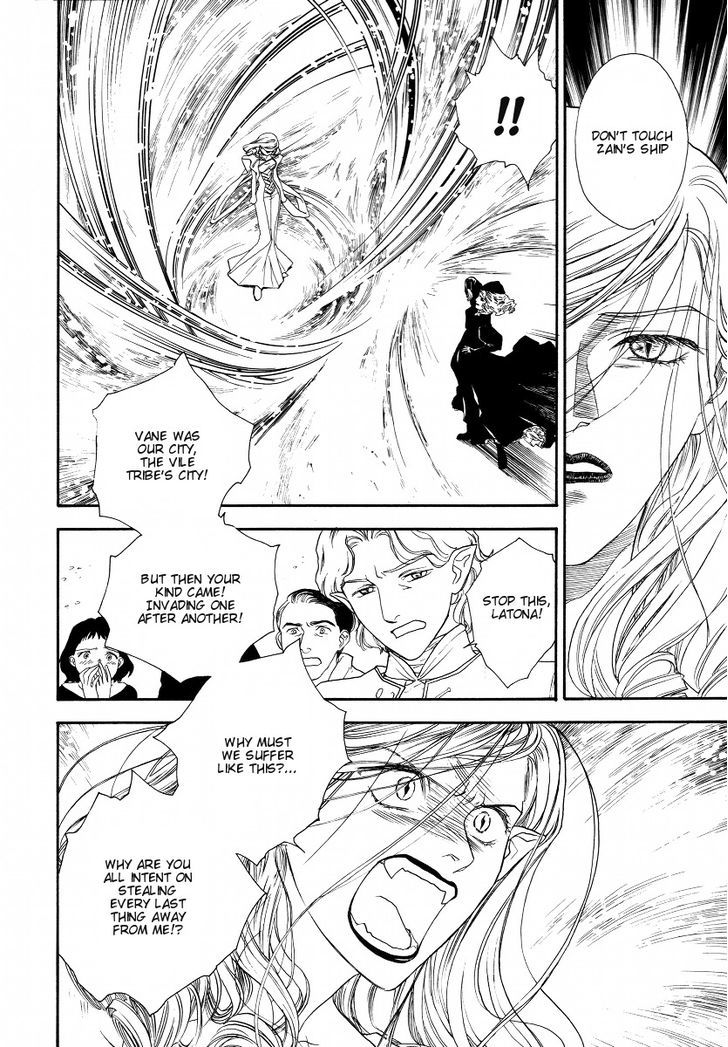 DON'T TOUCH
ZAIN'S SHIP
!!
VANE WAS
OUR CITY,
THE VILE
TRIBE'S CITY!
STOP THIS,
LATONA!
BUT THEN YOUR
KIND CAME!
INVADING ONE
AFTER ANOTHER!
WHY MUST
WE SUFFER
LIKE THIS?...
WHY ARE YOU
ALL INTENT ON
STEALING
EVERY LAST
THING AWAY
FROM ME!?